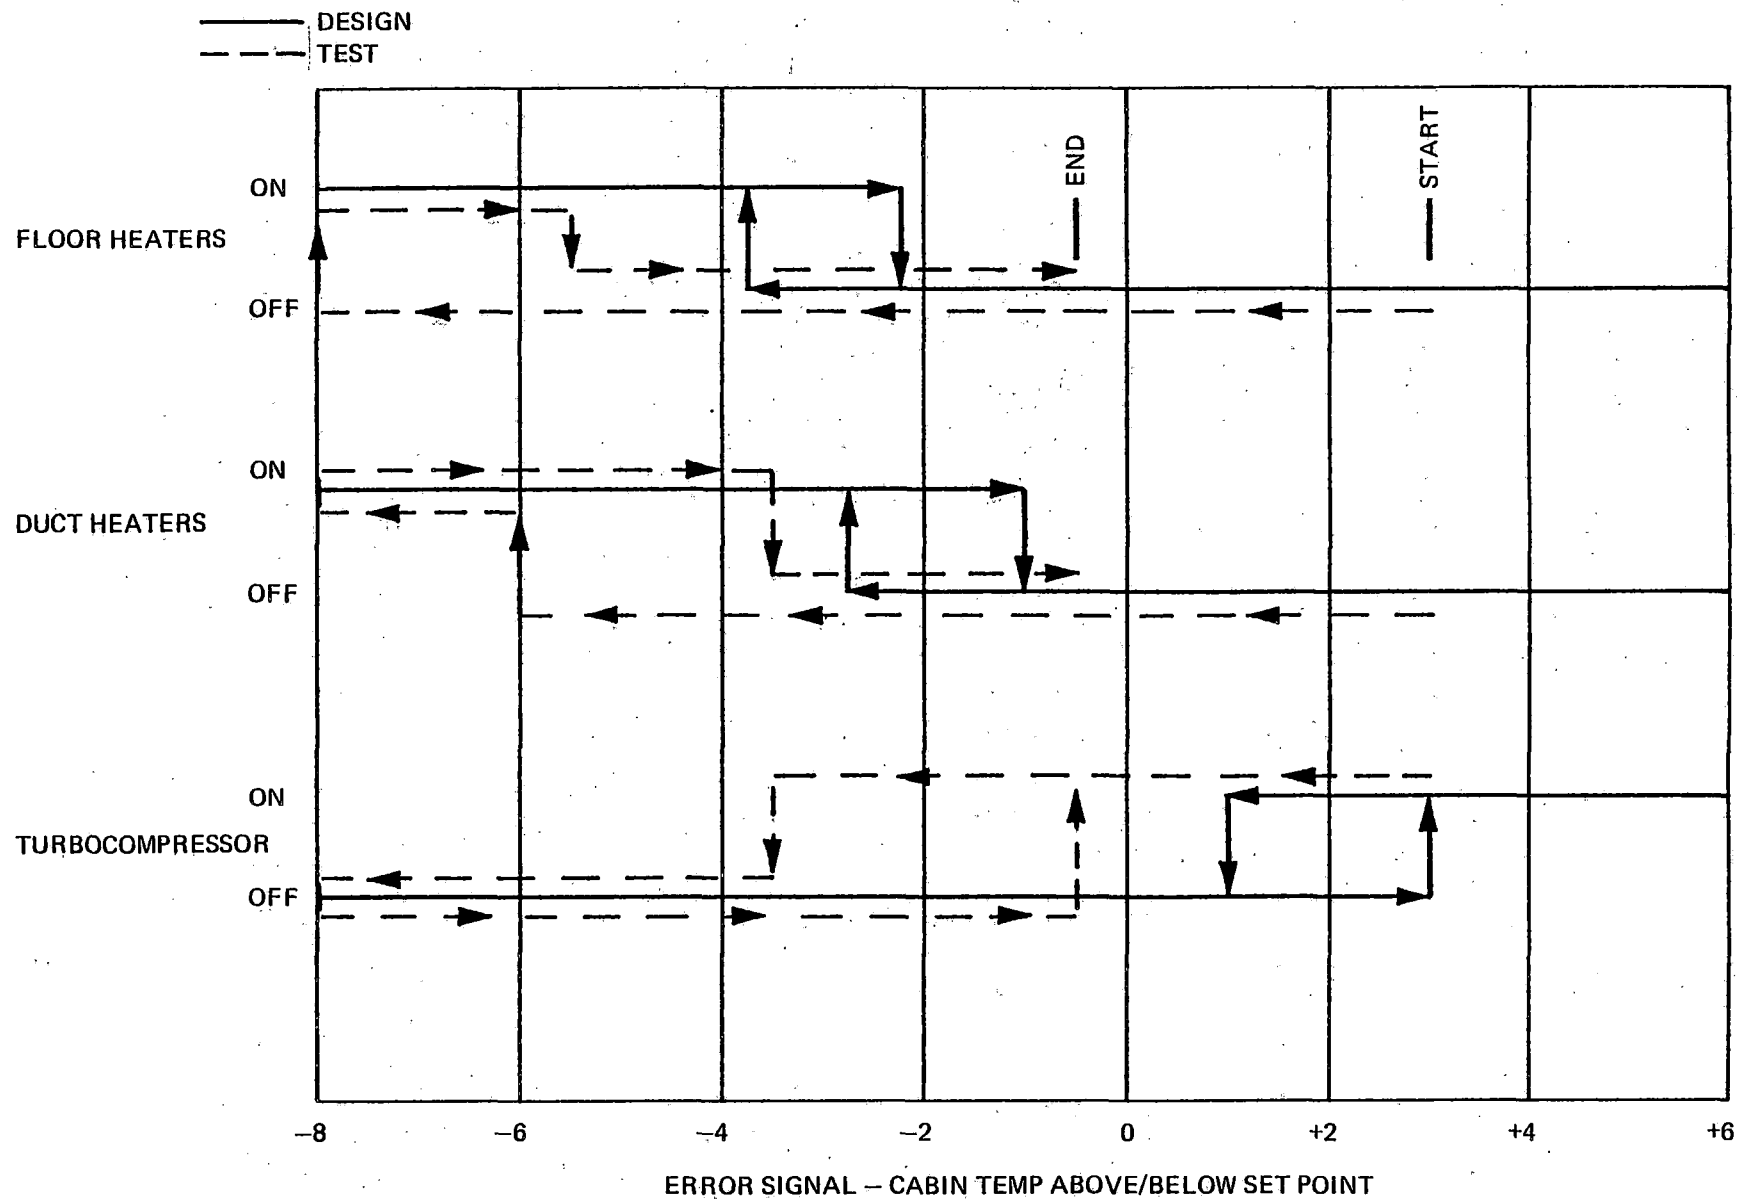 DESIGN
TEST
END
START
ON
FLOOR HEATERS
OFF
ON
DUCT HEATERS
OFF
ON
TURBOCOMPRESSOR
OFF
−8 −6 −4 −2 0 +2 +4 +6
ERROR SIGNAL – CABIN TEMP ABOVE/BELOW SET POINT